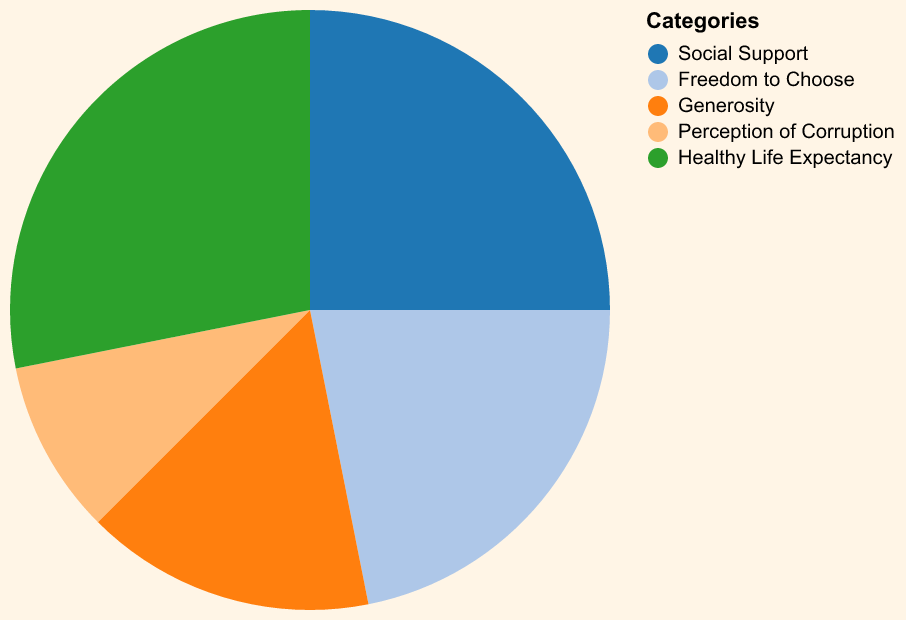 Categories
Social Support
Freedom to Choose
Generosity
Perception of Corruption
Healthy Life Expectancy